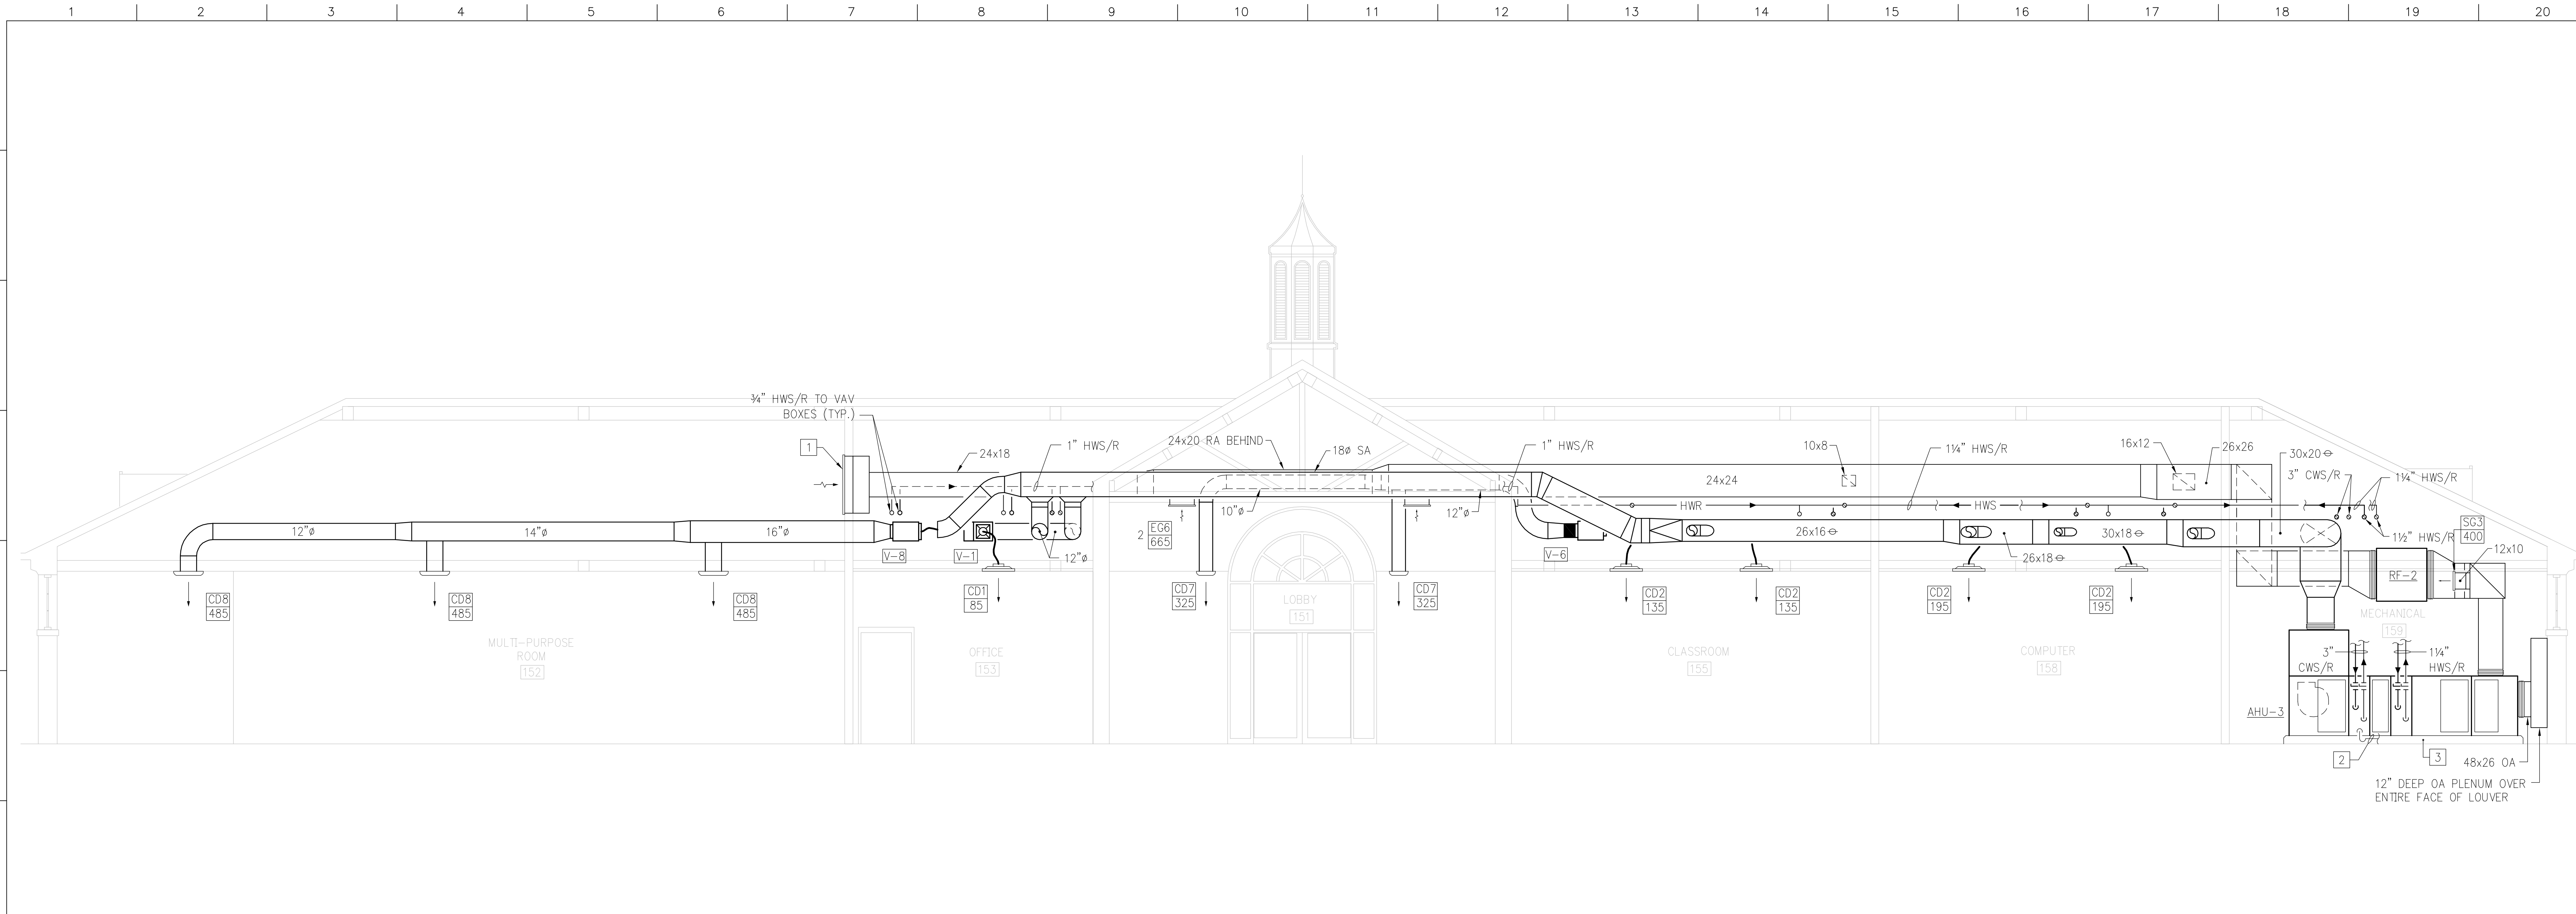 1 2 3 4 5 6 7 8 9 10 11 12 13 14 15 16 17 18 19 20
¾" HWS/R TO VAV
BOXES (TYP.)
1
24x18
1" HWS/R
24x20 RA BEHIND
18ø SA
1" HWS/R
10x8
1¼" HWS/R
16x12
26x26
30x20⌽
3" CWS/R
1¼" HWS/R
24x24
HWR
HWS
12"ø
14"ø
16"ø
V-8
V-1
12"ø
2
EG6
665
10"ø
12"ø
V-6
26x16⌽
26x18⌽
30x18⌽
1½" HWS/R
SG3
400
12x10
RF-2
CD8
485
CD8
485
CD8
485
CD1
85
CD7
325
CD7
325
CD2
135
CD2
135
CD2
195
CD2
195
MULTI-PURPOSE
ROOM
152
OFFICE
153
LOBBY
151
CLASSROOM
155
COMPUTER
158
MECHANICAL
159
3"
CWS/R
1¼"
HWS/R
AHU-3
2
3
48x26 OA
12" DEEP OA PLENUM OVER
ENTIRE FACE OF LOUVER